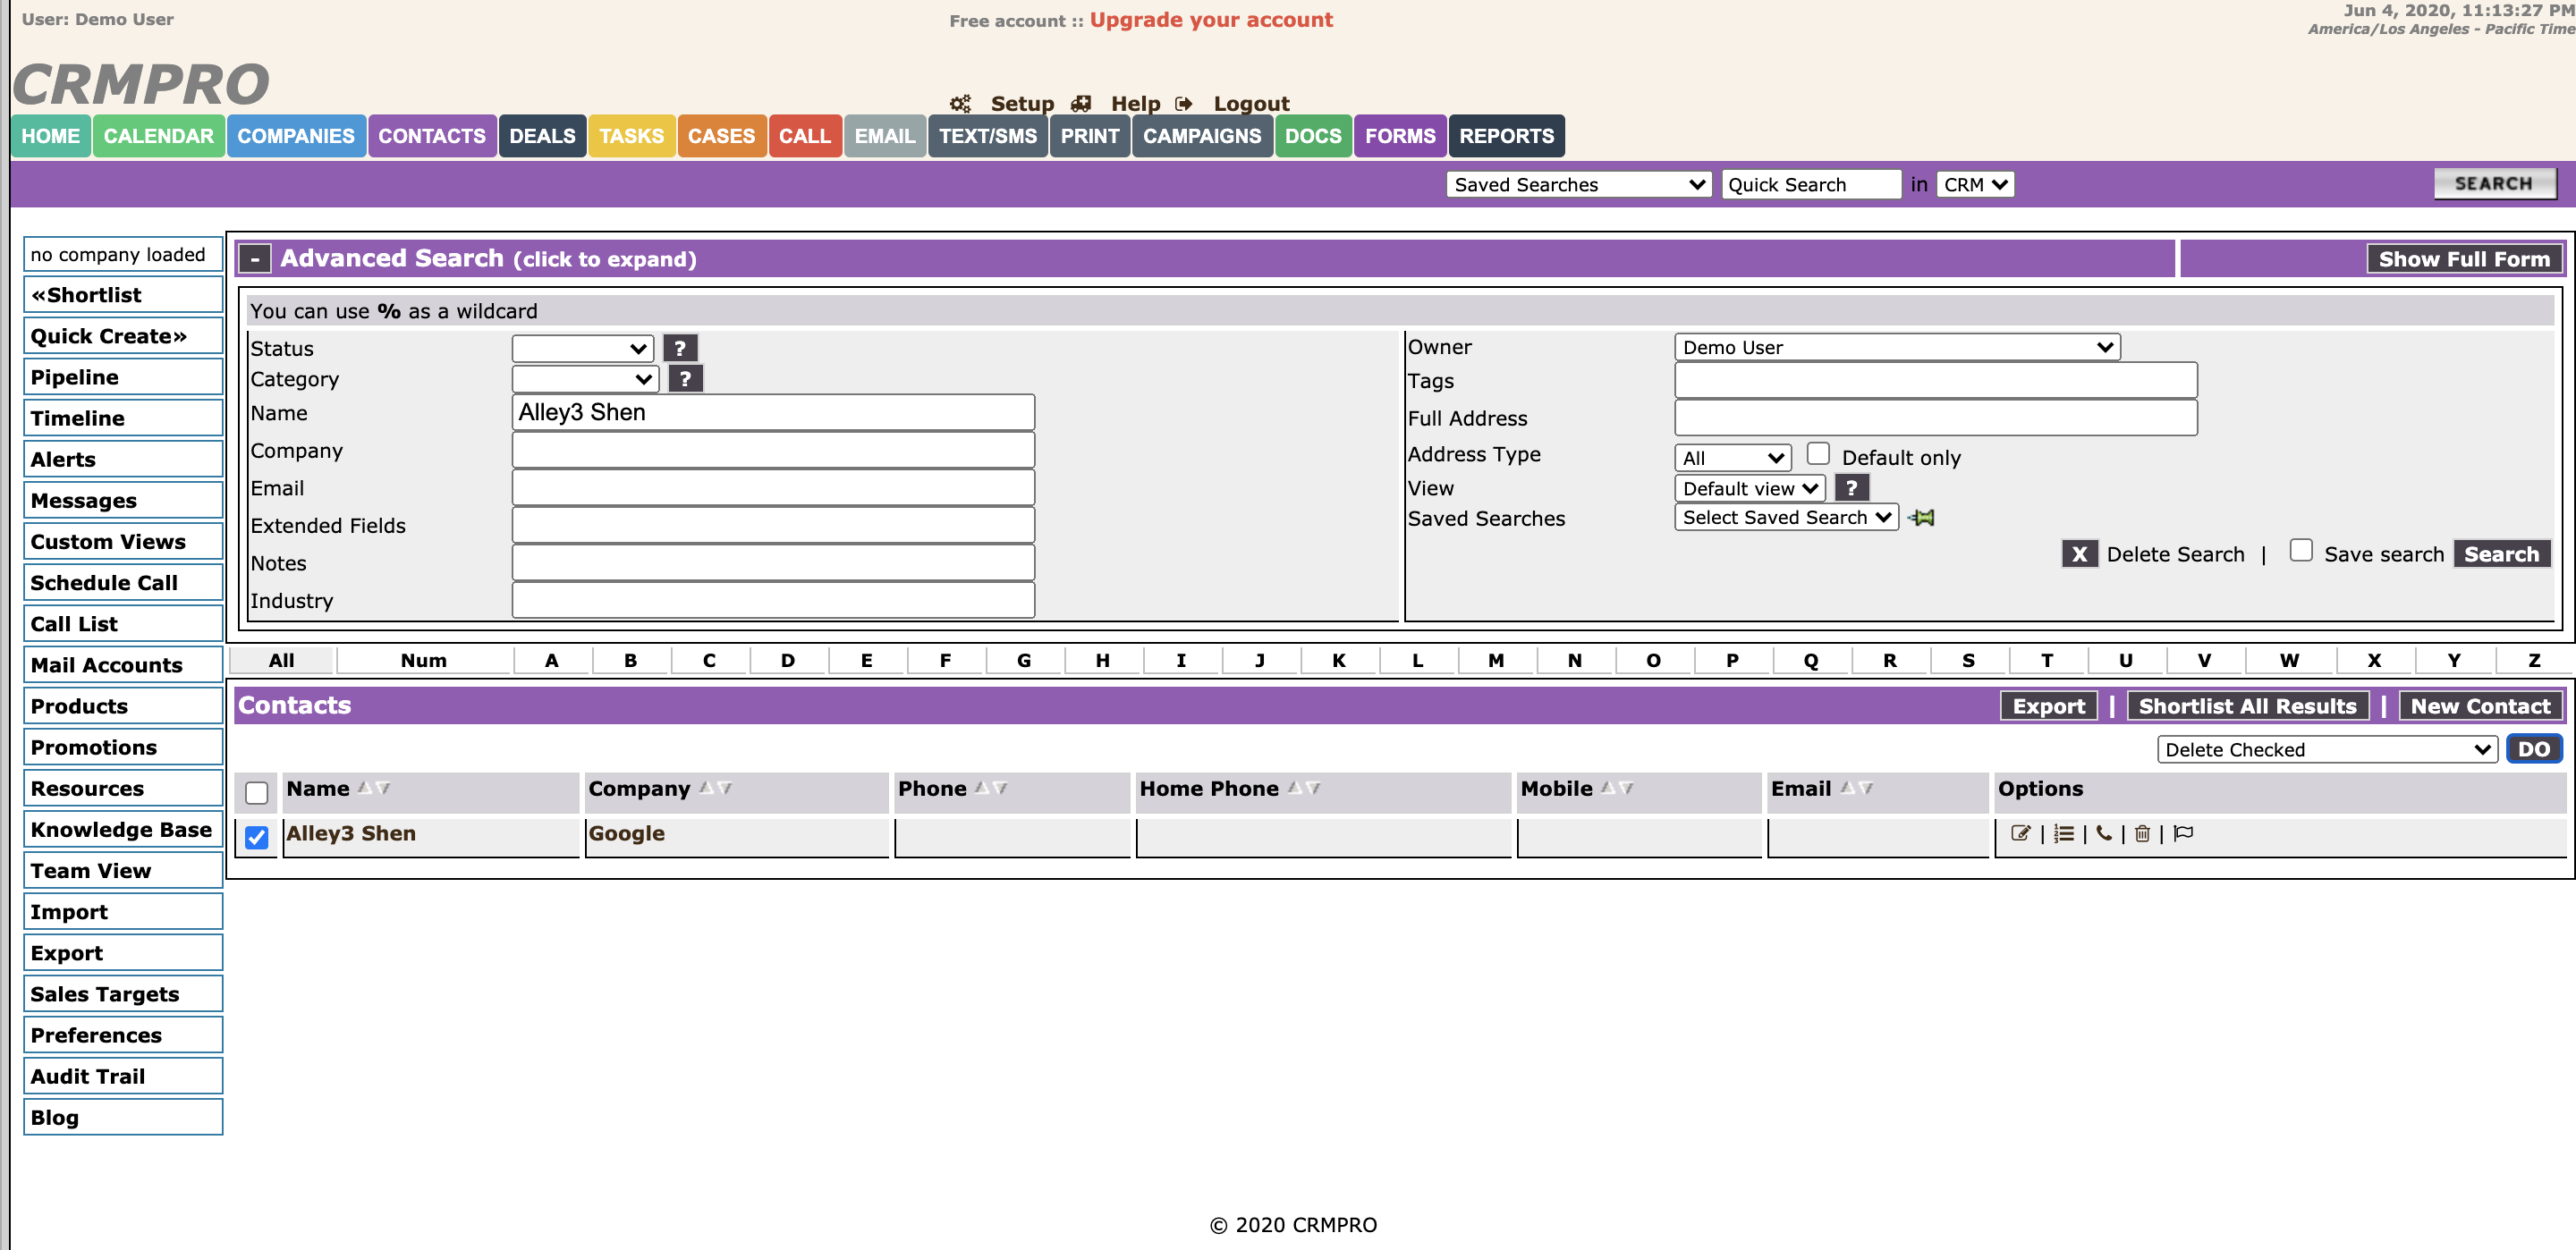 User: Demo User
Free account :: Upgrade your account
Jun 4, 2020, 11:13:27 PM
America/Los Angeles - Pacific Time
CRMPRO
Setup Help Logout
HOME CALENDAR COMPANIES CONTACTS DEALS TASKS CASES CALL EMAIL TEXT/SMS PRINT CAMPAIGNS DOCS FORMS REPORTS
Saved Searches Quick Search in CRM SEARCH
no company loaded
«Shortlist
Quick Create»
Pipeline
Timeline
Alerts
Messages
Custom Views
Schedule Call
Call List
Mail Accounts
Products
Promotions
Resources
Knowledge Base
Team View
Import
Export
Sales Targets
Preferences
Audit Trail
Blog
- Advanced Search (click to expand) Show Full Form
You can use % as a wildcard
Status ?
Category ?
Name Alley3 Shen
Company
Email
Extended Fields
Notes
Industry
Owner Demo User
Tags
Full Address
Address Type All Default only
View Default view ?
Saved Searches Select Saved Search
X Delete Search | Save search Search
All Num A B C D E F G H I J K L M N O P Q R S T U V W X Y Z
Contacts Export | Shortlist All Results | New Contact
Delete Checked DO
Name Company Phone Home Phone Mobile Email Options
Alley3 Shen Google | | | |
© 2020 CRMPRO